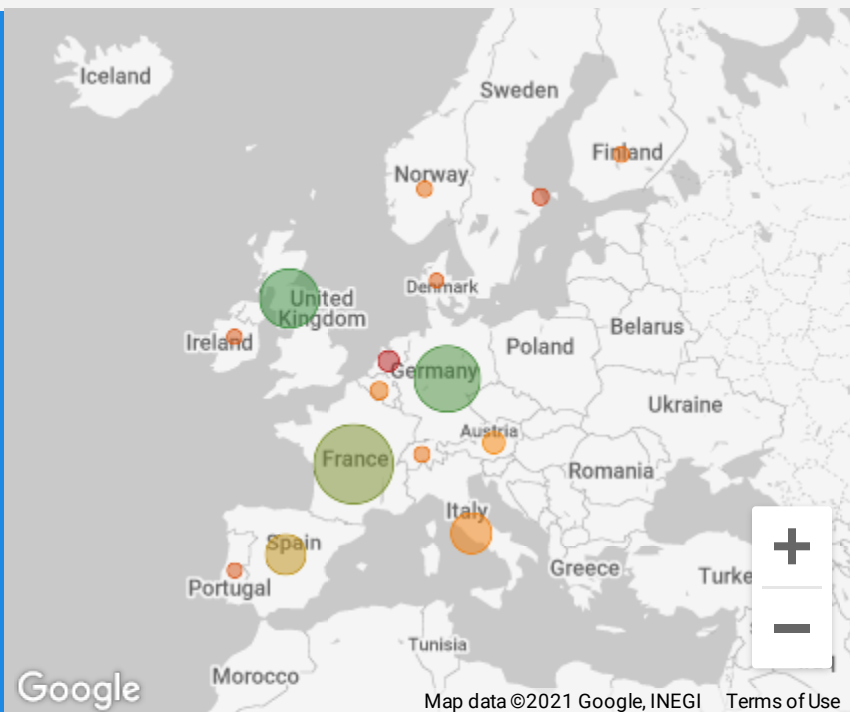 Iceland
Sweden
Finland
Norway
Denmark
United
Kingdom
Ireland
Belarus
Poland
Germany
Ukraine
Austria
France
Romania
Italy
Spain
Greece
Turke
Portugal
Tunisia
Morocco
Google
Map data ©2021 Google, INEGI Terms of Use